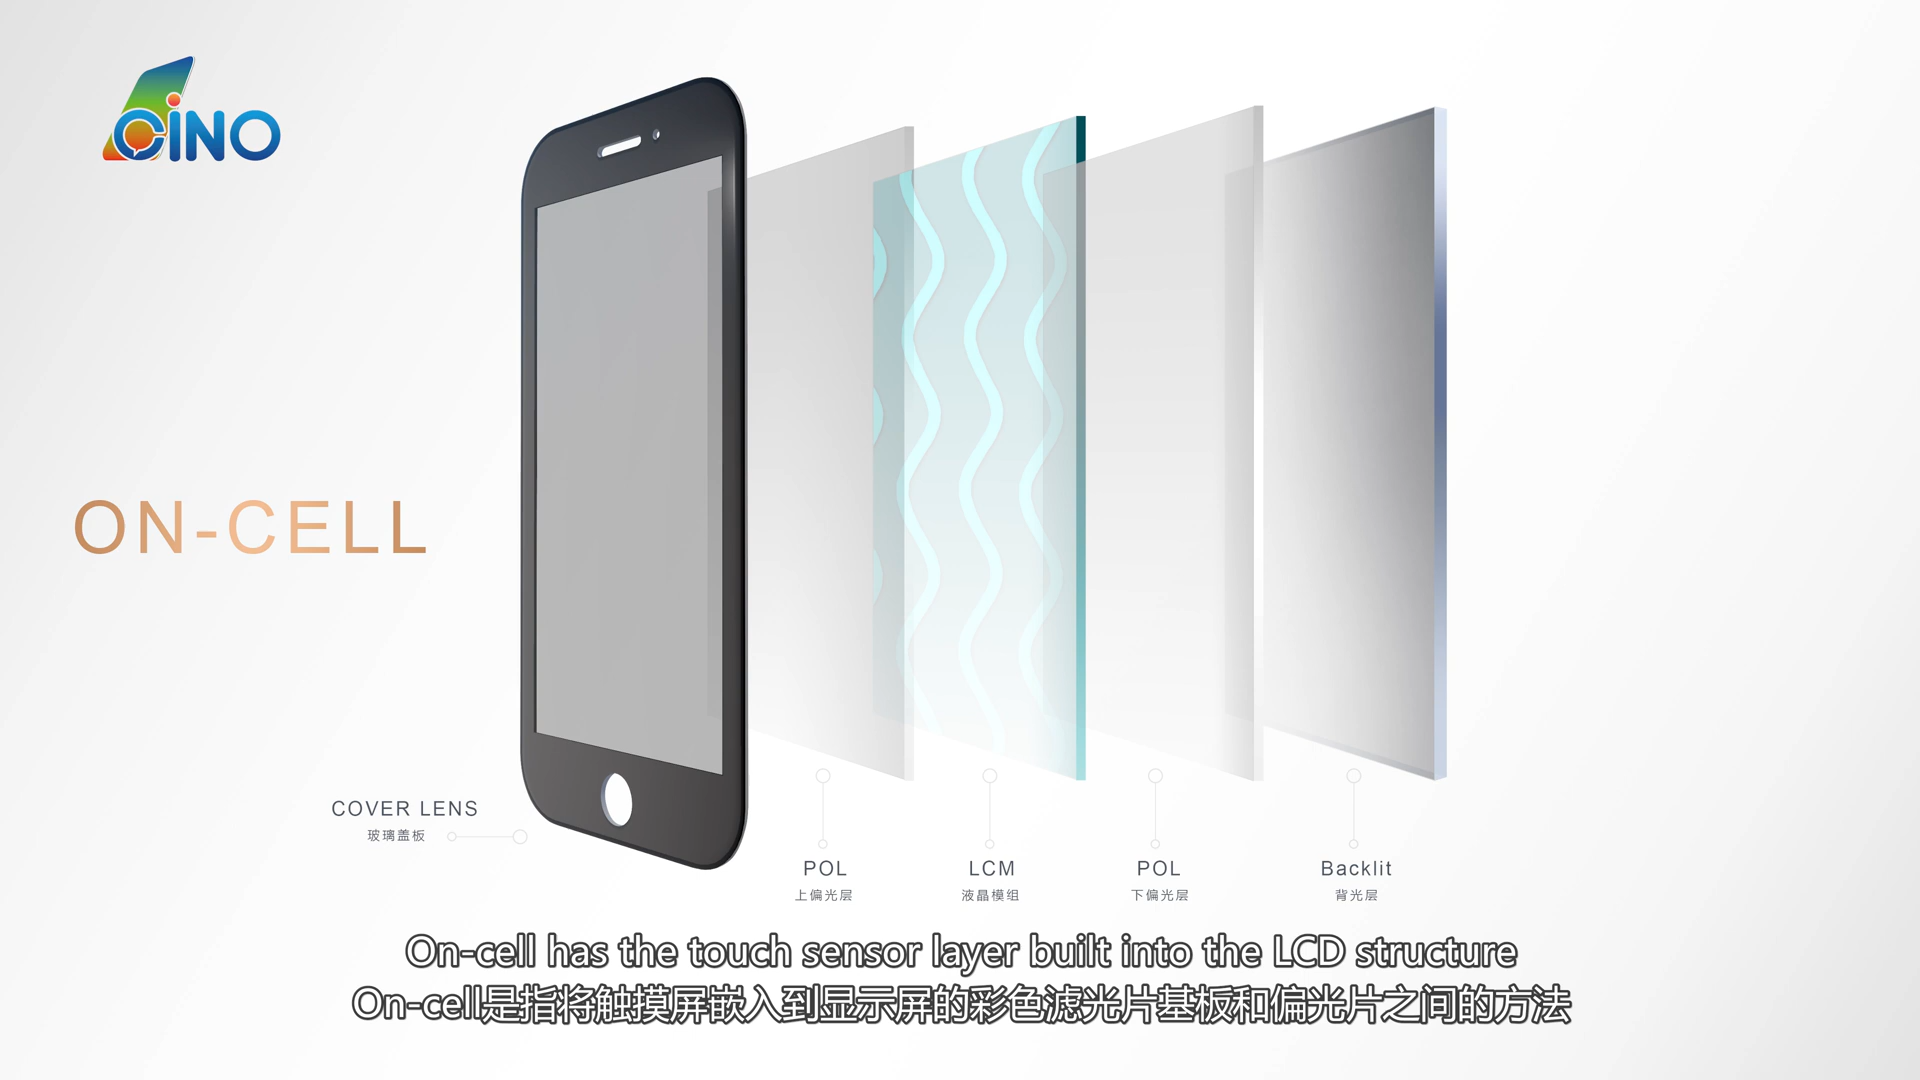 CINO
ON-CELL
COVER LENS
玻璃盖板
POL
上偏光层
LCM
液晶模组
POL
下偏光层
Backlit
背光层
On-cell has the touch sensor layer built into the LCD structure
On-cell是指将触摸屏嵌入到显示屏的彩色滤光片基板和偏光片之间的方法